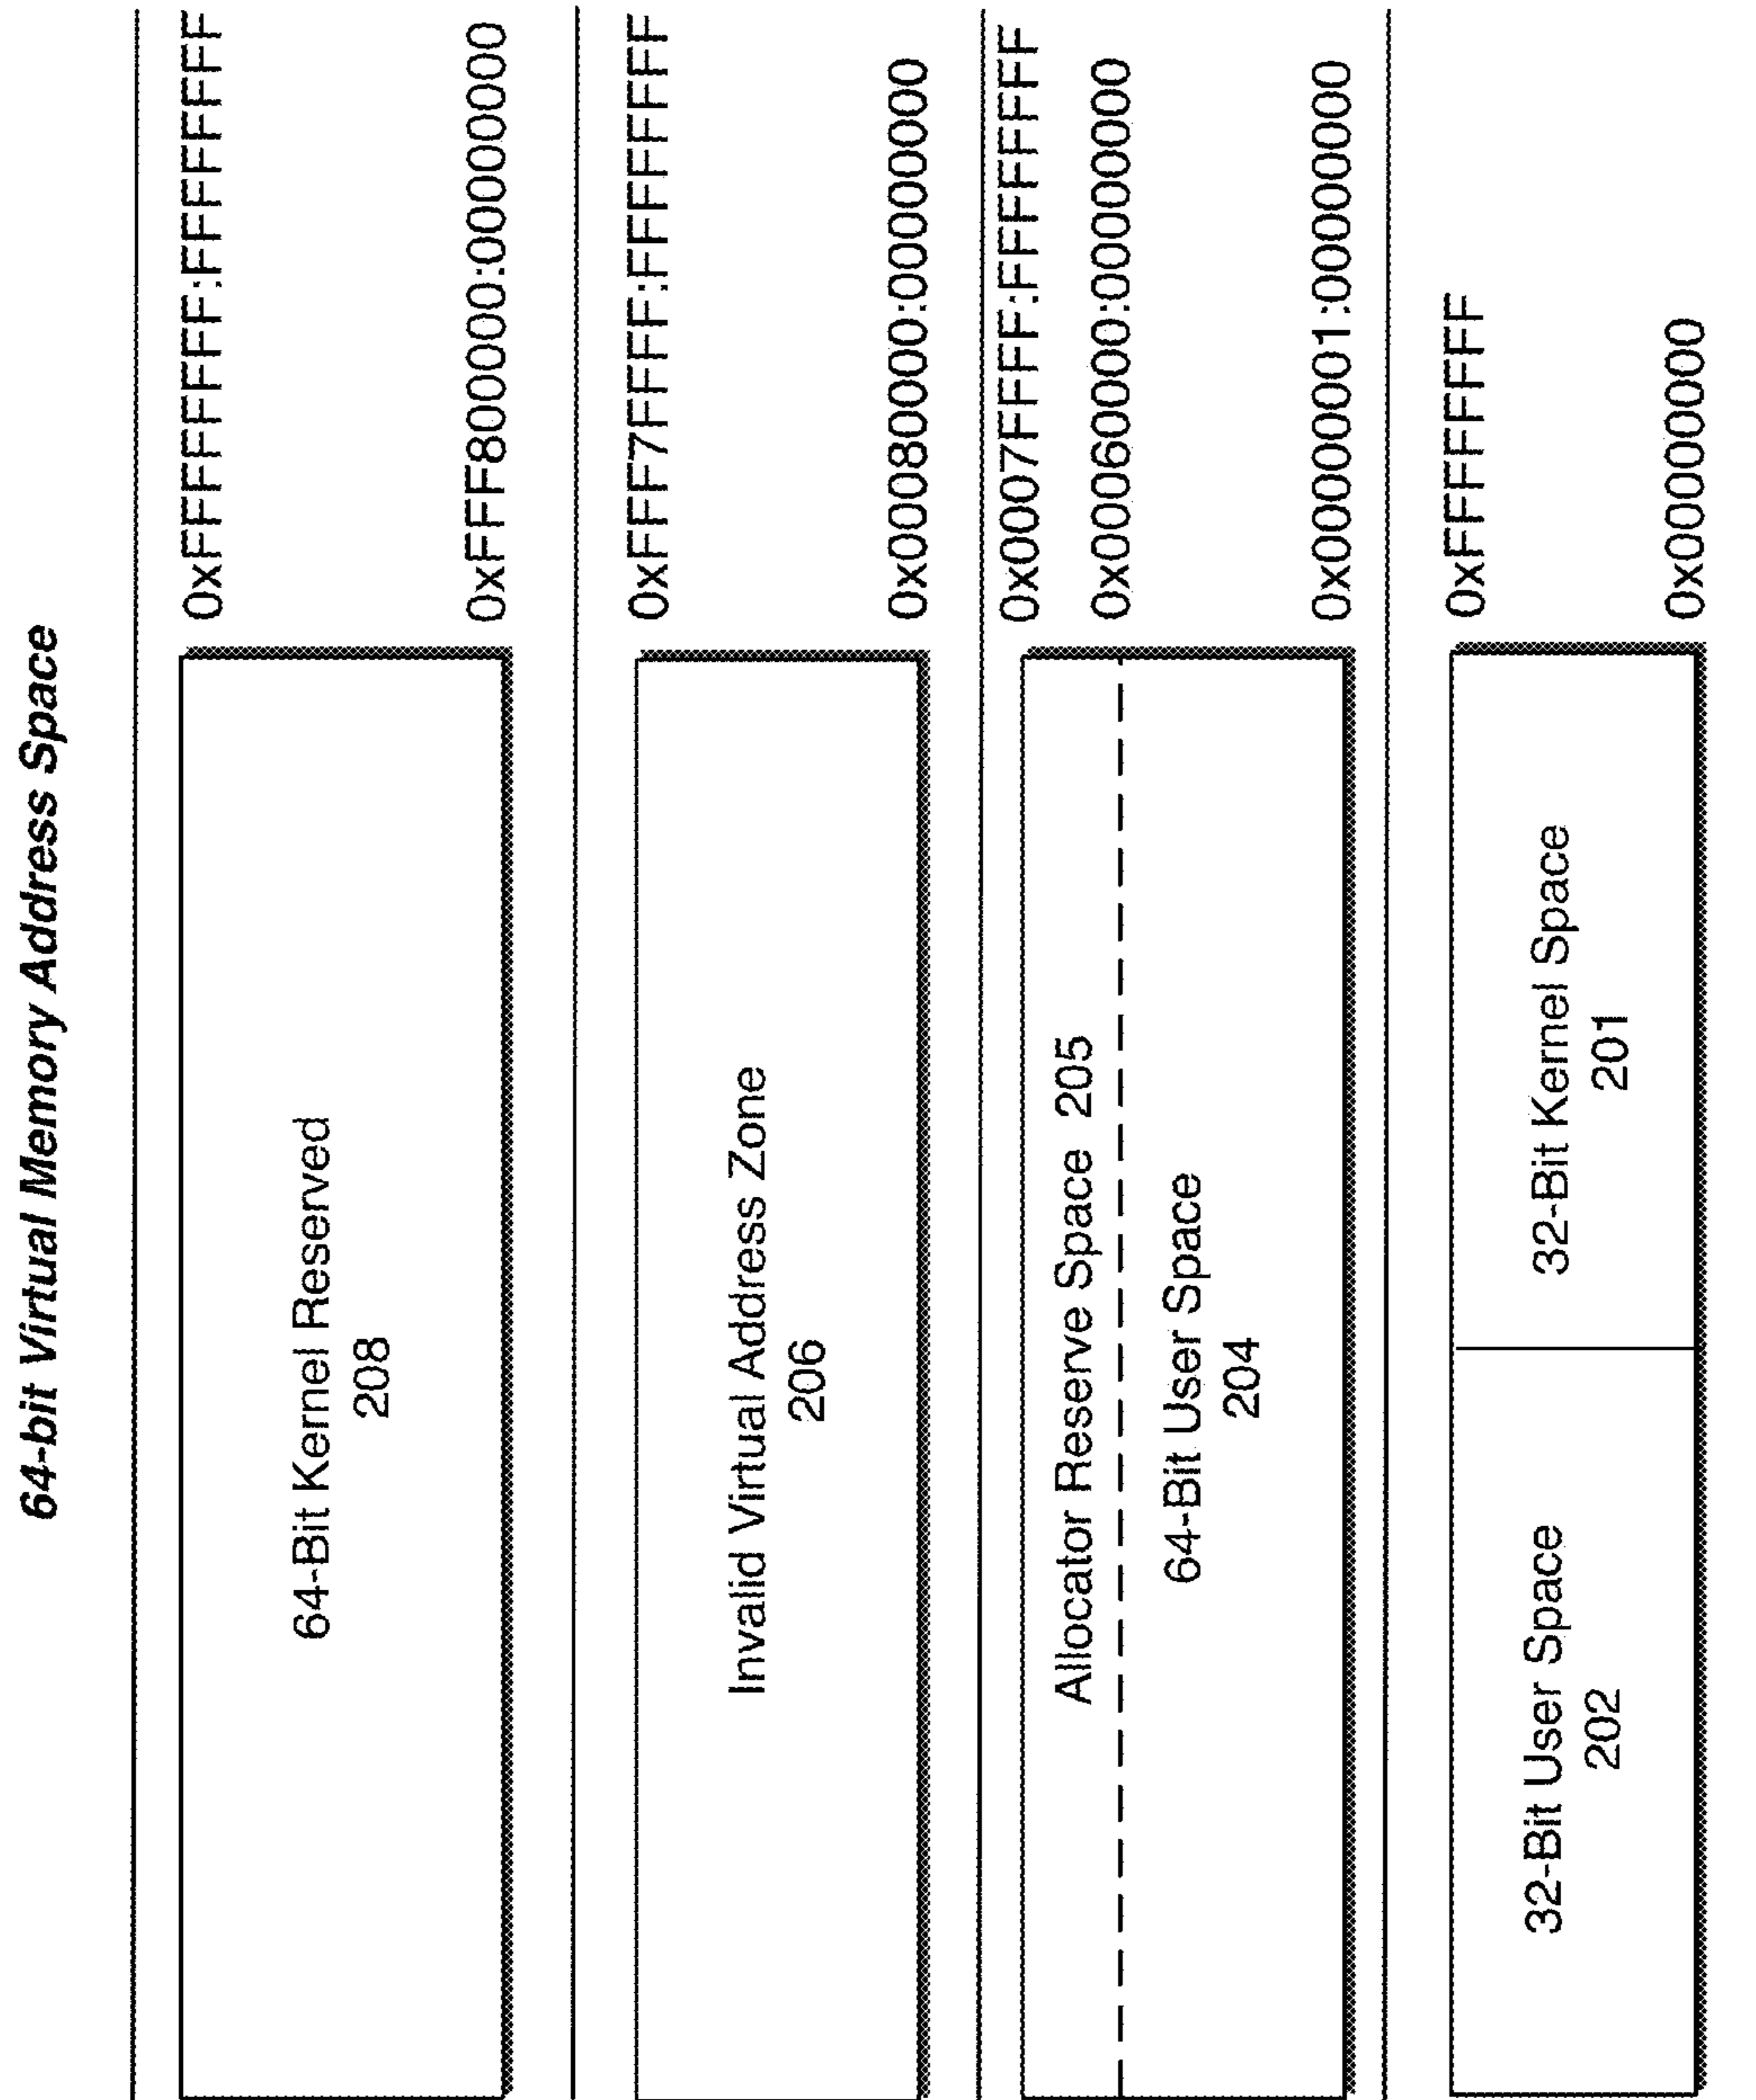 64-bit Virtual Memory Address Space
64-Bit Kernel Reserved
208
0xFFFFFFFF:FFFFFFFF
0xFFF80000:00000000
Invalid Virtual Address Zone
206
0xFFF7FFFF:FFFFFFFF
0x00080000:00000000
Allocator Reserve Space 205
64-Bit User Space
204
0x0007FFFF:FFFFFFFF
0x00060000:00000000
0x00000001:00000000
32-Bit User Space
202
32-Bit Kernel Space
201
0xFFFFFFFF
0x00000000